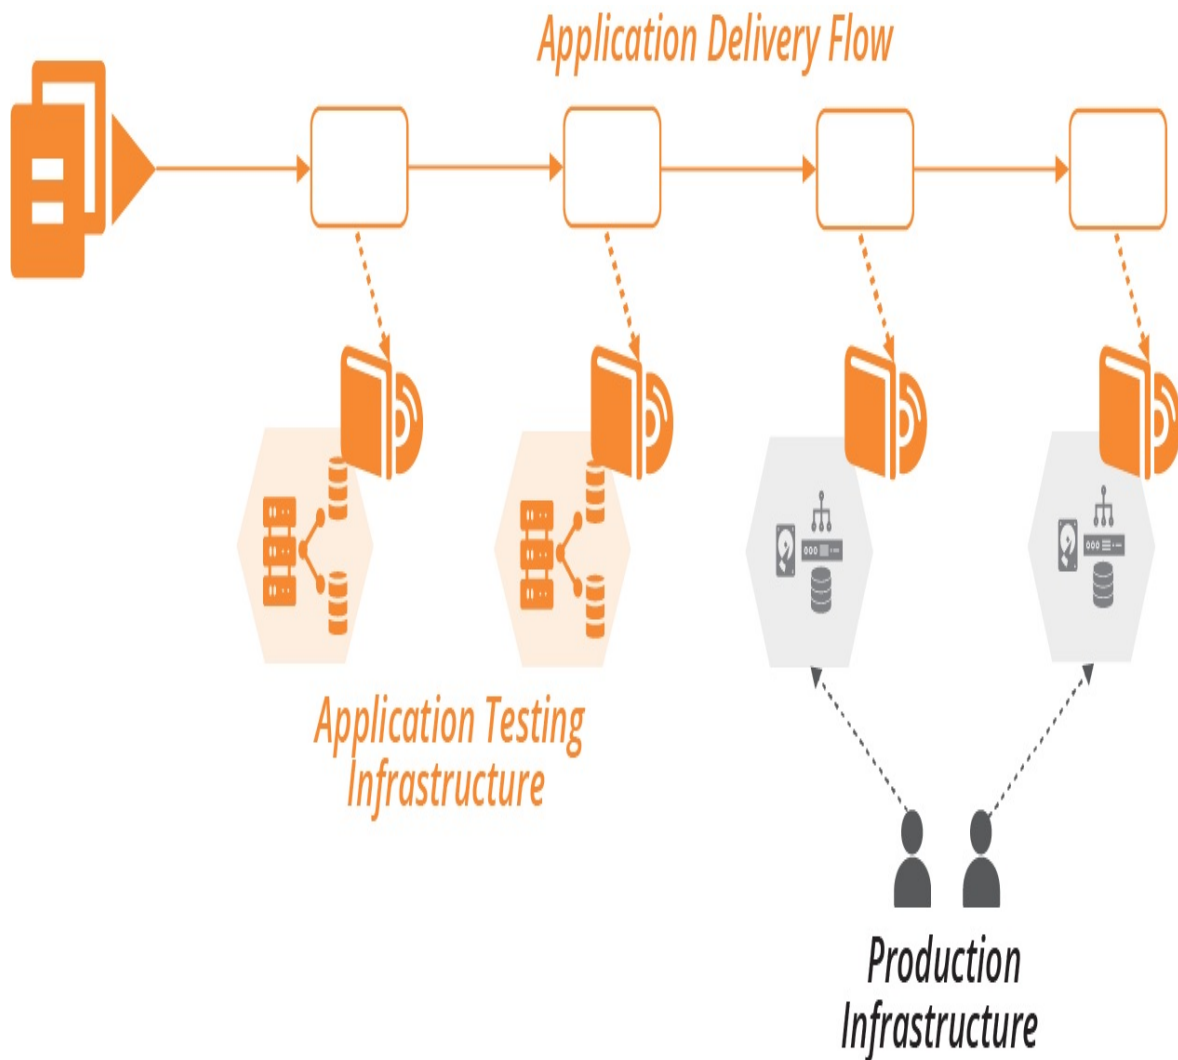 Application Delivery Flow
Application Testing
Infrastructure
Production
Infrastructure